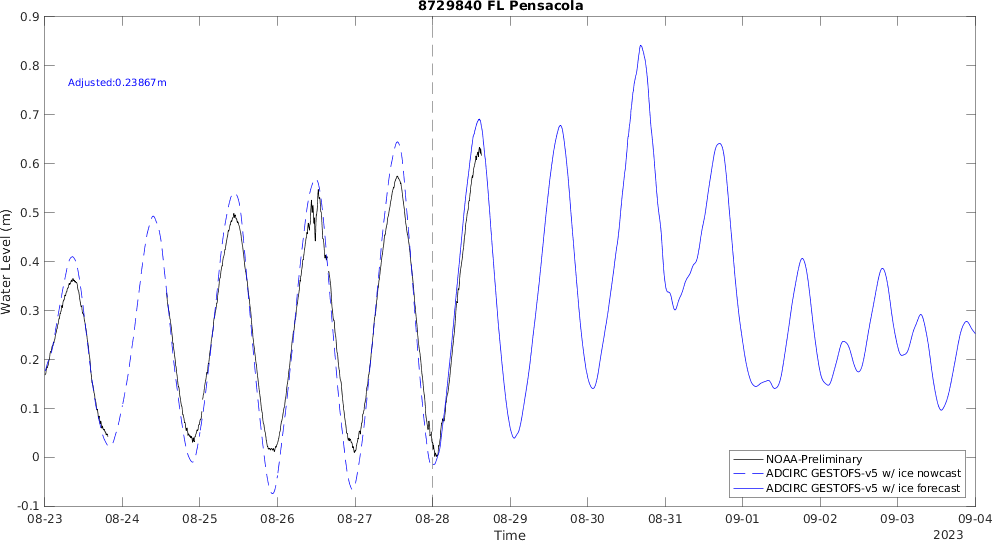 8729840 FL Pensacola
Adjusted:0.23867m
Water Level (m)
0.9
0.8
0.7
0.6
0.5
0.4
0.3
0.2
0.1
0
-0.1
NOAA-Preliminary
ADCIRC GESTOFS-v5 w/ ice nowcast
ADCIRC GESTOFS-v5 w/ ice forecast
08-23 08-24 08-25 08-26 08-27 08-28 08-29 08-30 08-31 09-01 09-02 09-03 09-04
Time
2023